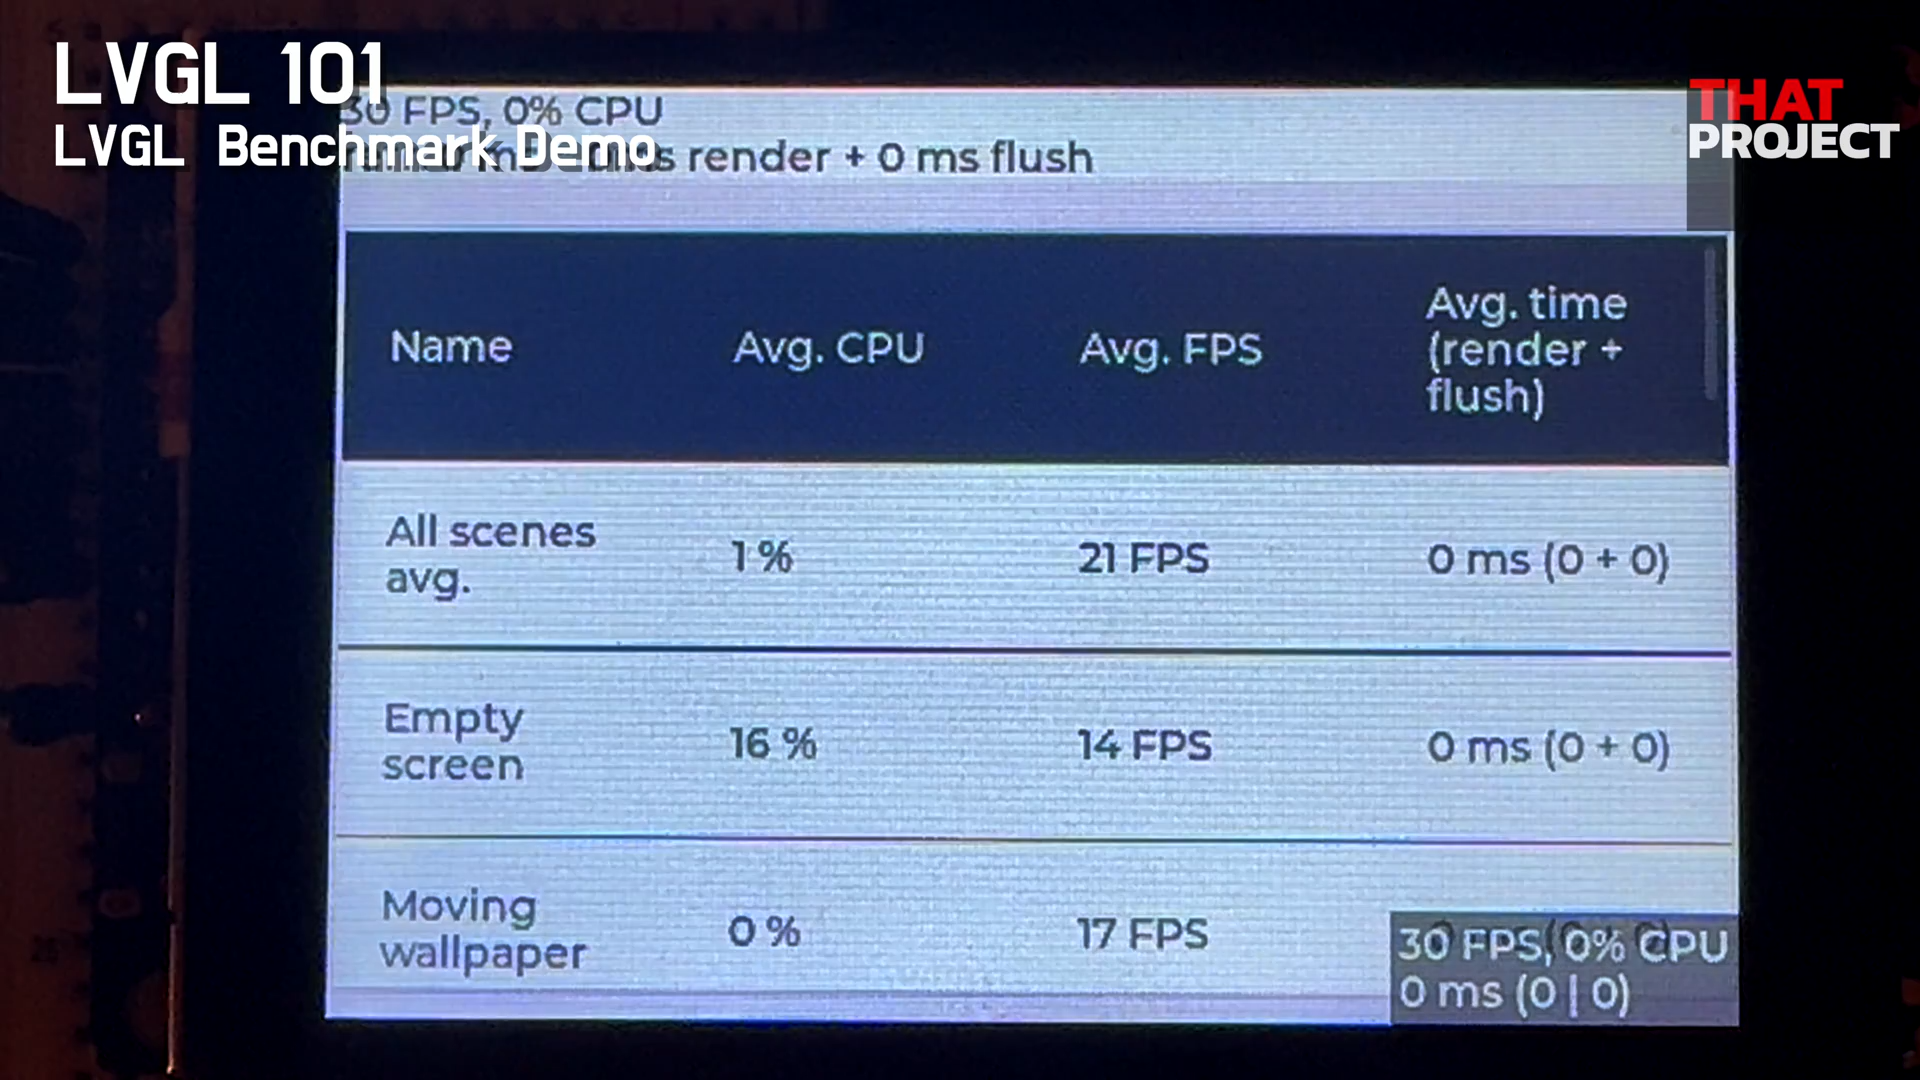 LVGL 101
LVGL Benchmark Demo
THAT
PROJECT
30 FPS, 0% CPU
render + 0 ms flush
Name
Avg. CPU
Avg. FPS
Avg. time
(render +
flush)
All scenes
avg.
1 %
21 FPS
0 ms (0 + 0)
Empty
screen
16 %
14 FPS
0 ms (0 + 0)
Moving
wallpaper
0 %
17 FPS
30 FPS, 0% CPU
0 ms (0 | 0)